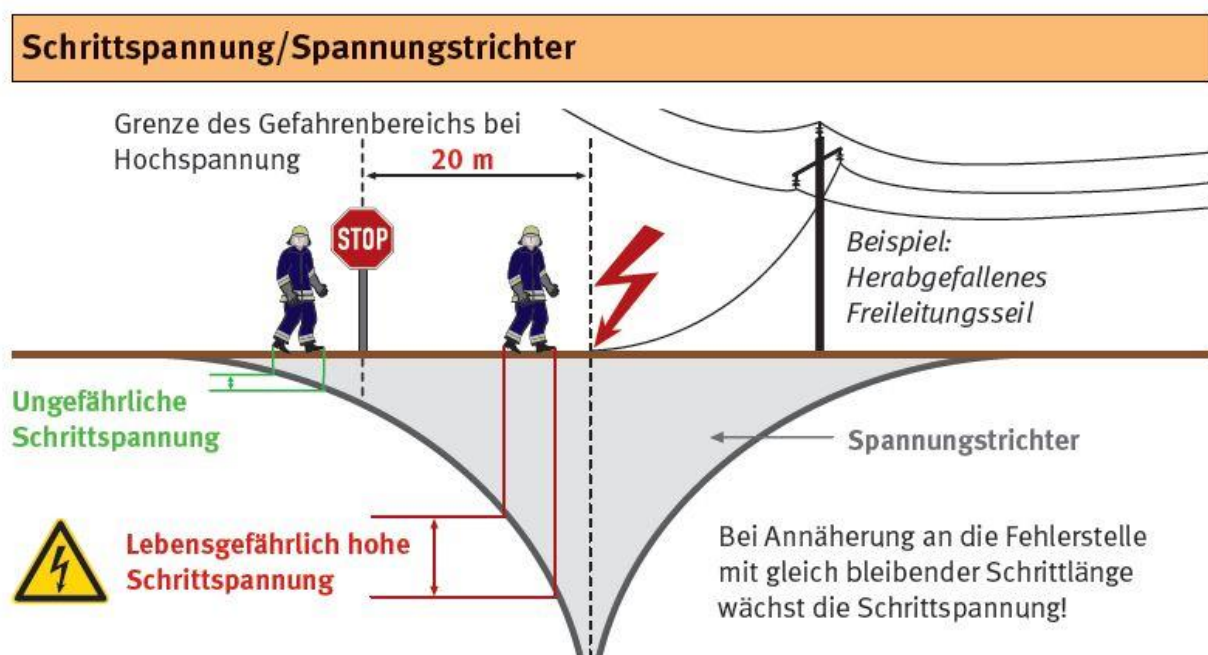 Schrittspannung/Spannungstrichter
Grenze des Gefahrenbereichs bei
Hochspannung
20 m
STOP
Beispiel:
Herabgefallenes
Freileitungsseil
Ungefährliche
Schrittspannung
Spannungstrichter
Lebensgefährlich hohe
Schrittspannung
Bei Annäherung an die Fehlerstelle
mit gleich bleibender Schrittlänge
wächst die Schrittspannung!